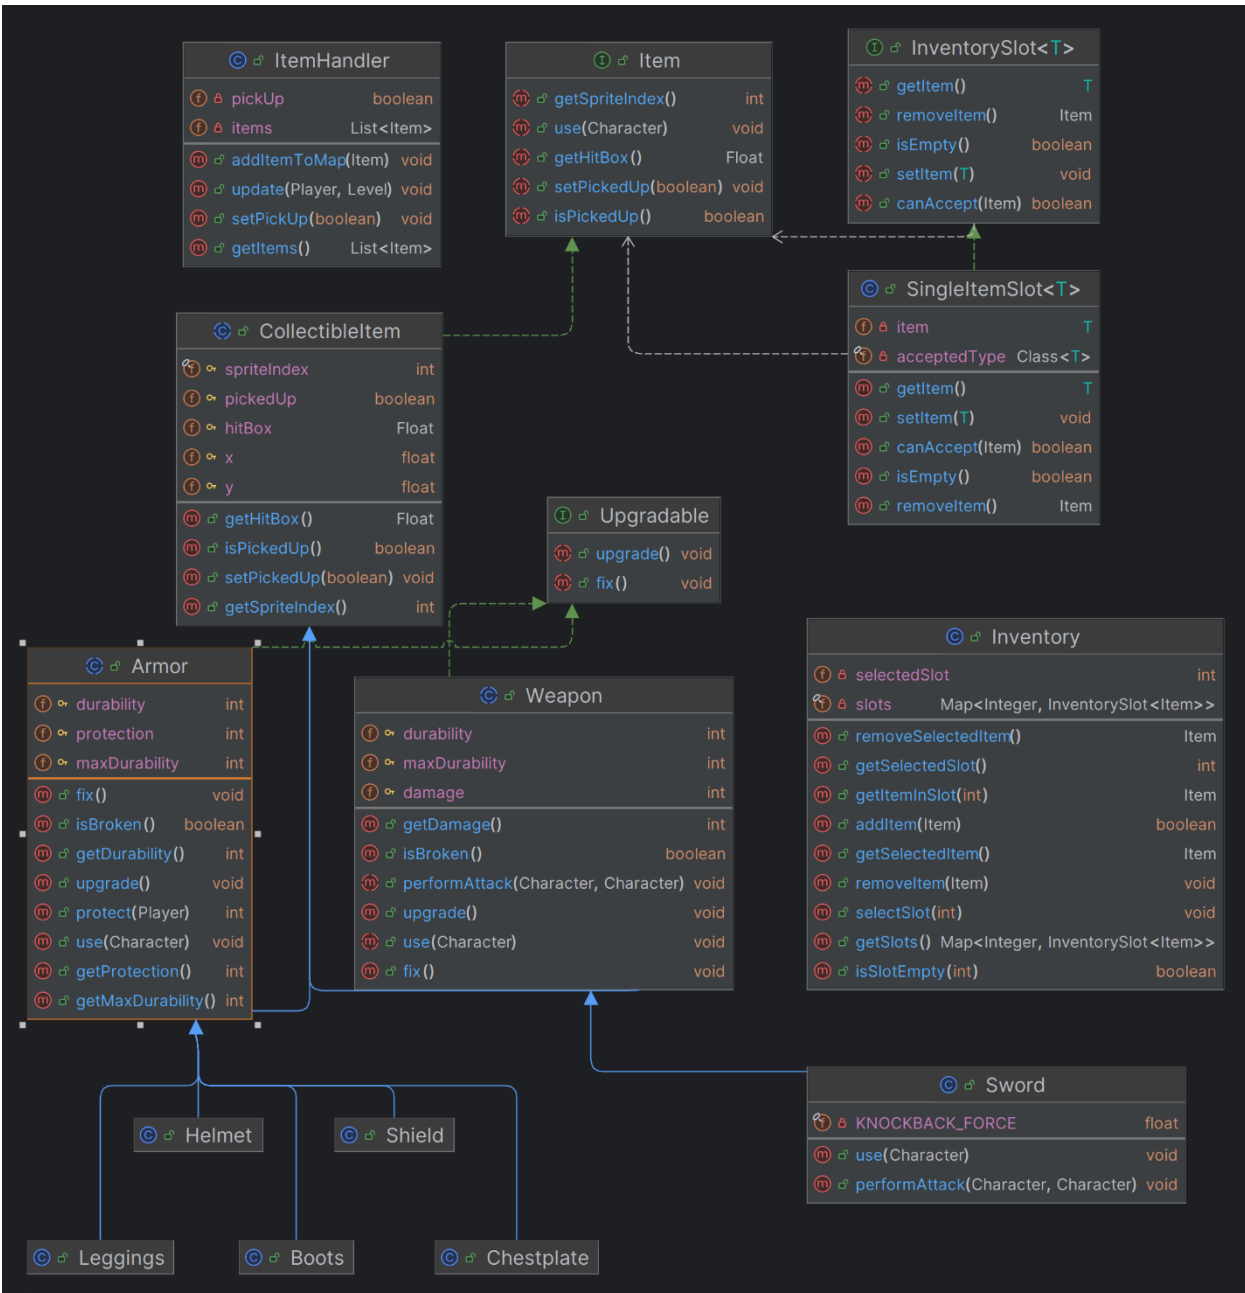 ItemHandler
pickUp boolean
items List<Item>
addItemToMap(Item) void
update(Player, Level) void
setPickUp(boolean) void
getItems() List<Item>
Item
getSpriteIndex() int
use(Character) void
getHitBox() Float
setPickedUp(boolean) void
isPickedUp() boolean
InventorySlot<T>
getItem() T
removeItem() Item
isEmpty() boolean
setItem(T) void
canAccept(Item) boolean
SingleItemSlot<T>
item T
acceptedType Class<T>
getItem() T
setItem(T) void
canAccept(Item) boolean
isEmpty() boolean
removeItem() Item
CollectibleItem
spriteIndex int
pickedUp boolean
hitBox Float
x float
y float
getHitBox() Float
isPickedUp() boolean
setPickedUp(boolean) void
getSpriteIndex() int
Upgradable
upgrade() void
fix() void
Armor
durability int
protection int
maxDurability int
fix() void
isBroken() boolean
getDurability() int
upgrade() void
protect(Player) int
use(Character) void
getProtection() int
getMaxDurability() int
Weapon
durability int
maxDurability int
damage int
getDamage() int
isBroken() boolean
performAttack(Character, Character) void
upgrade() void
use(Character) void
fix() void
Inventory
selectedSlot int
slots Map<Integer, InventorySlot<Item>>
removeSelectedItem() Item
getSelectedSlot() int
getItemInSlot(int) Item
addItem(Item) boolean
getSelectedItem() Item
removeItem(Item) void
selectSlot(int) void
getSlots() Map<Integer, InventorySlot<Item>>
isSlotEmpty(int) boolean
Sword
KNOCKBACK_FORCE float
use(Character) void
performAttack(Character, Character) void
Helmet
Shield
Leggings
Boots
Chestplate